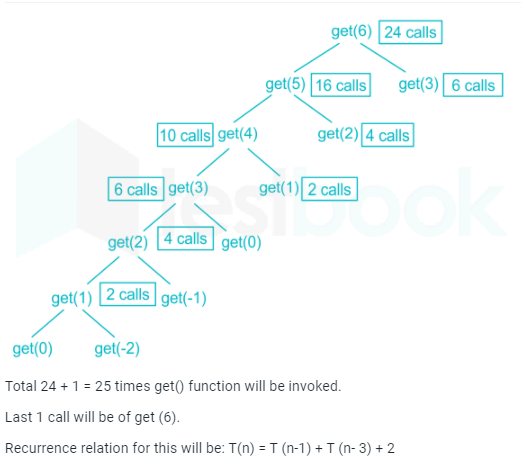 get(6) 24 calls
get(5) 16 calls get(3) 6 calls
10 calls get(4) get(2) 4 calls
6 calls get(3) get(1) 2 calls
get(2) 4 calls get(0)
get(1) 2 calls get(-1)
get(0) get(-2)
Total 24 + 1 = 25 times get() function will be invoked.
Last 1 call will be of get (6).
Recurrence relation for this will be: T(n) = T (n-1) + T (n- 3) + 2